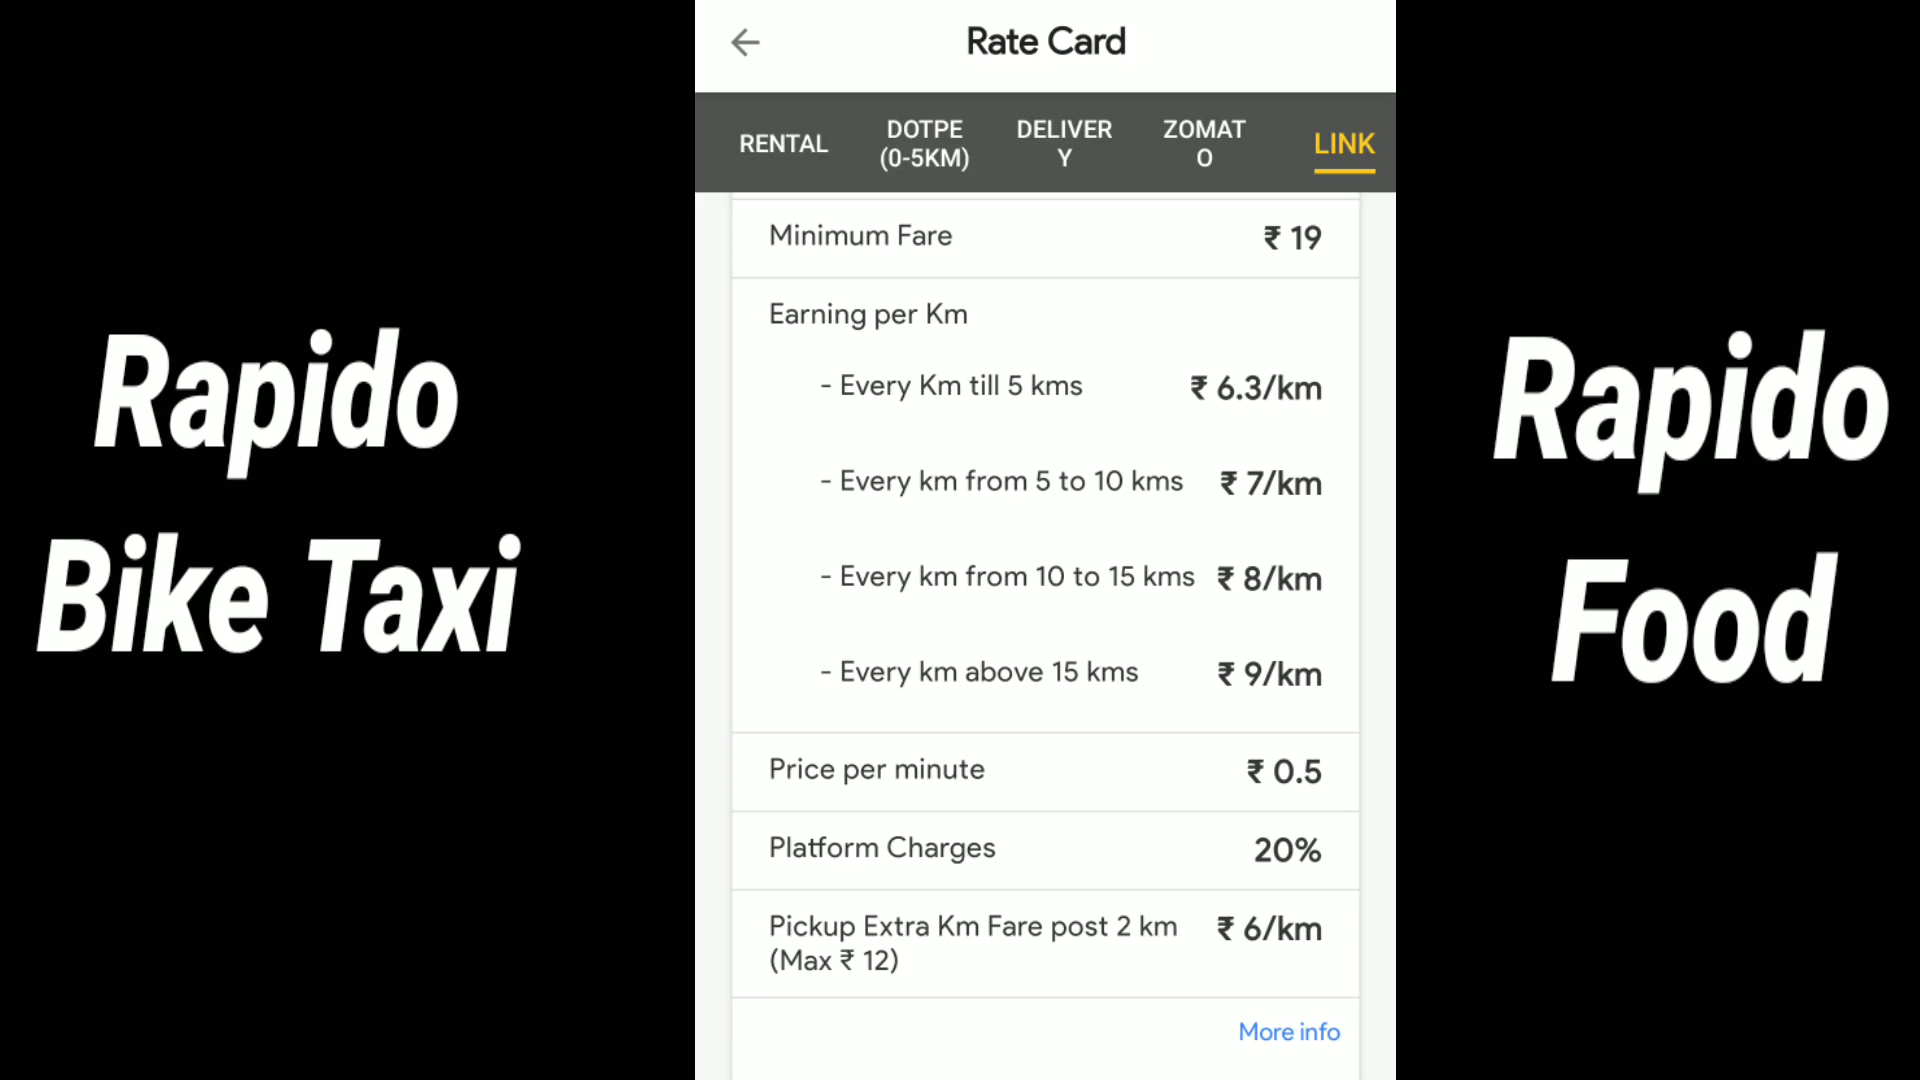 Rate Card
RENTAL
DOTPE
(0-5KM)
DELIVER
Y
ZOMAT
O
LINK
Minimum Fare ₹ 19
Earning per Km
- Every Km till 5 kms ₹ 6.3/km
- Every km from 5 to 10 kms ₹ 7/km
- Every km from 10 to 15 kms ₹ 8/km
- Every km above 15 kms ₹ 9/km
Price per minute ₹ 0.5
Platform Charges 20%
Pickup Extra Km Fare post 2 km ₹ 6/km
(Max ₹ 12)
More info
Rapido
Bike Taxi
Rapido
Food